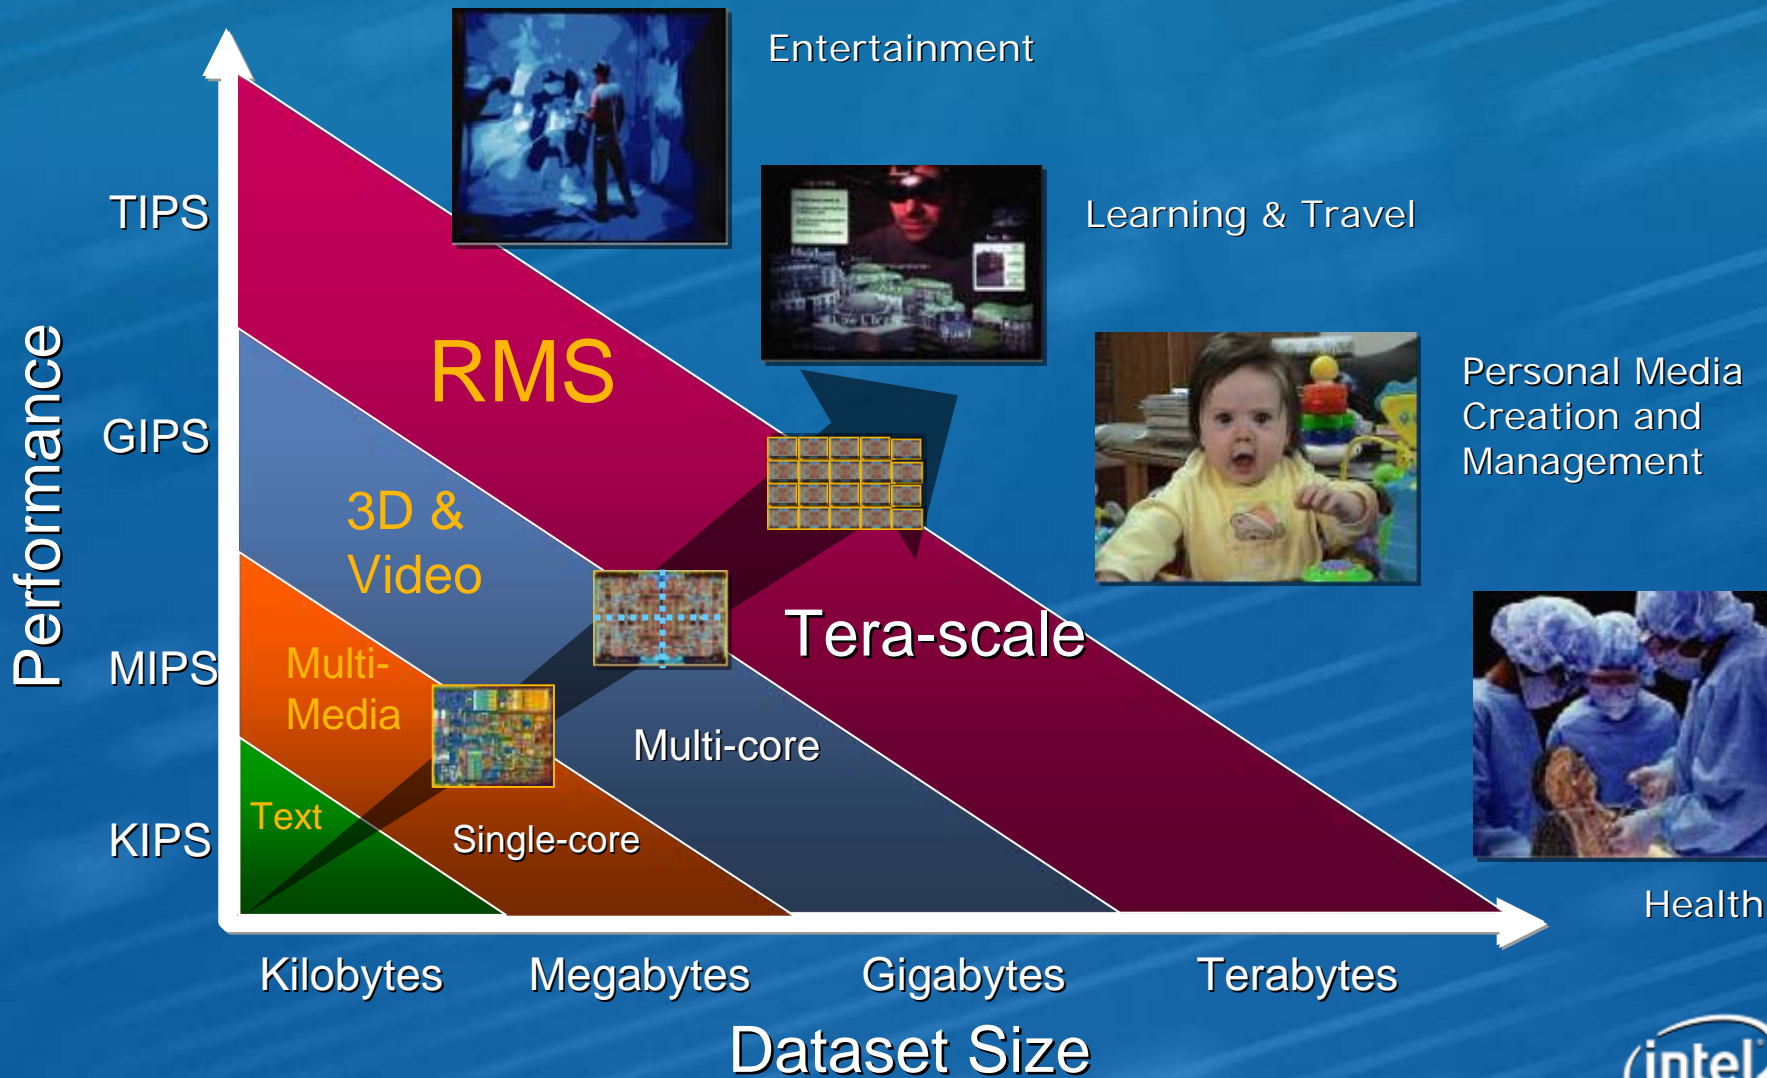 Entertainment
Learning & Travel
Personal Media
Creation and
Management
Health
Performance
TIPS
GIPS
MIPS
KIPS
RMS
3D &
Video
Multi-
Media
Text
Tera-scale
Multi-core
Single-core
Kilobytes
Megabytes
Gigabytes
Terabytes
Dataset Size
intel